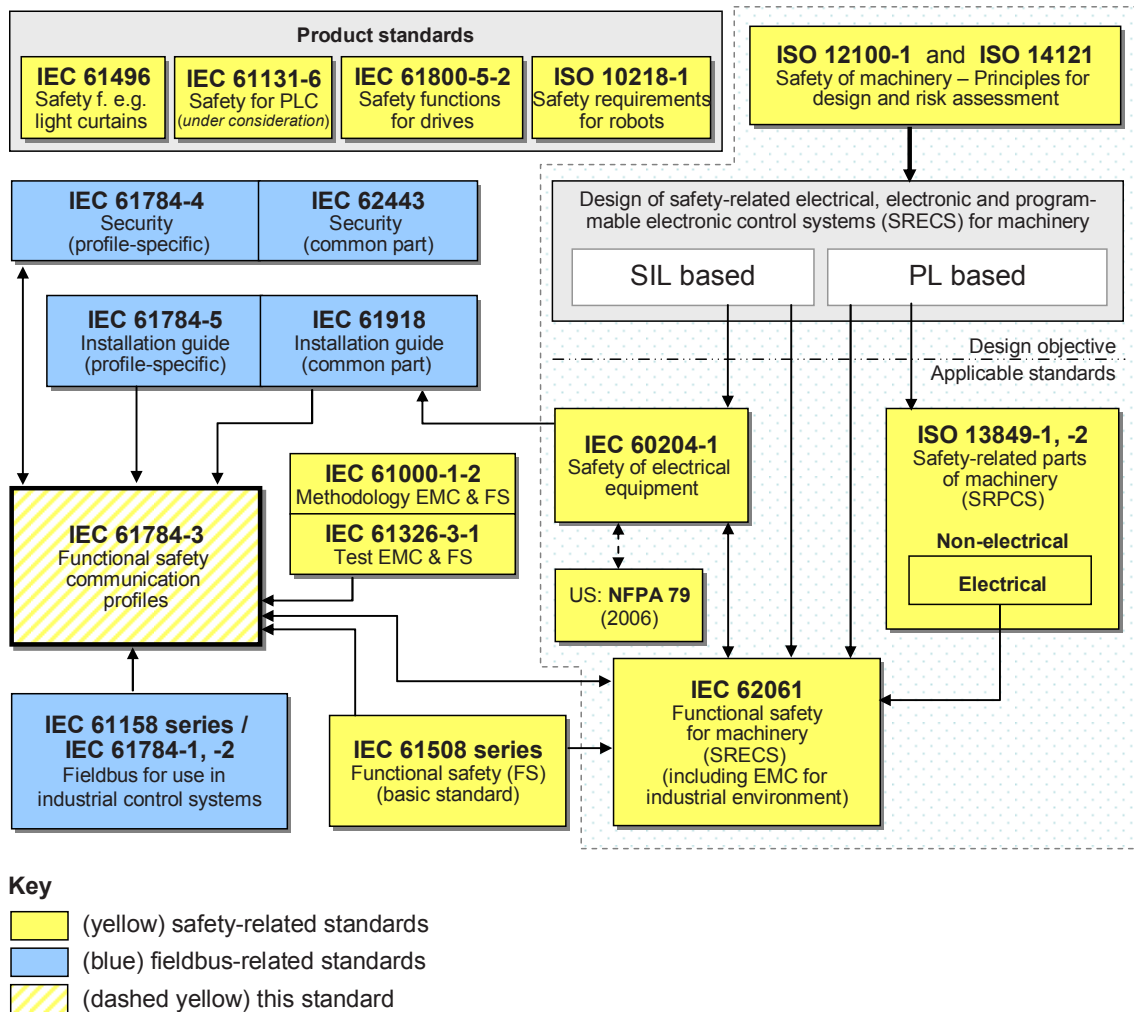 Product standards
IEC 61496
Safety f. e.g.
light curtains
IEC 61131-6
Safety for PLC
(under consideration)
IEC 61800-5-2
Safety functions
for drives
ISO 10218-1
Safety requirements
for robots
ISO 12100-1 and ISO 14121
Safety of machinery – Principles for
design and risk assessment
IEC 61784-4
Security
(profile-specific)
IEC 62443
Security
(common part)
Design of safety-related electrical, electronic and program-
mable electronic control systems (SRECS) for machinery
SIL based
PL based
IEC 61784-5
Installation guide
(profile-specific)
IEC 61918
Installation guide
(common part)
Design objective
Applicable standards
IEC 60204-1
Safety of electrical
equipment
ISO 13849-1, -2
Safety-related parts
of machinery
(SRPCS)
Non-electrical
Electrical
IEC 61000-1-2
Methodology EMC & FS
IEC 61326-3-1
Test EMC & FS
IEC 61784-3
Functional safety
communication
profiles
US: NFPA 79
(2006)
IEC 62061
Functional safety
for machinery
(SRECS)
(including EMC for
industrial environment)
IEC 61158 series /
IEC 61784-1, -2
Fieldbus for use in
industrial control systems
IEC 61508 series
Functional safety (FS)
(basic standard)
Key
(yellow) safety-related standards
(blue) fieldbus-related standards
(dashed yellow) this standard